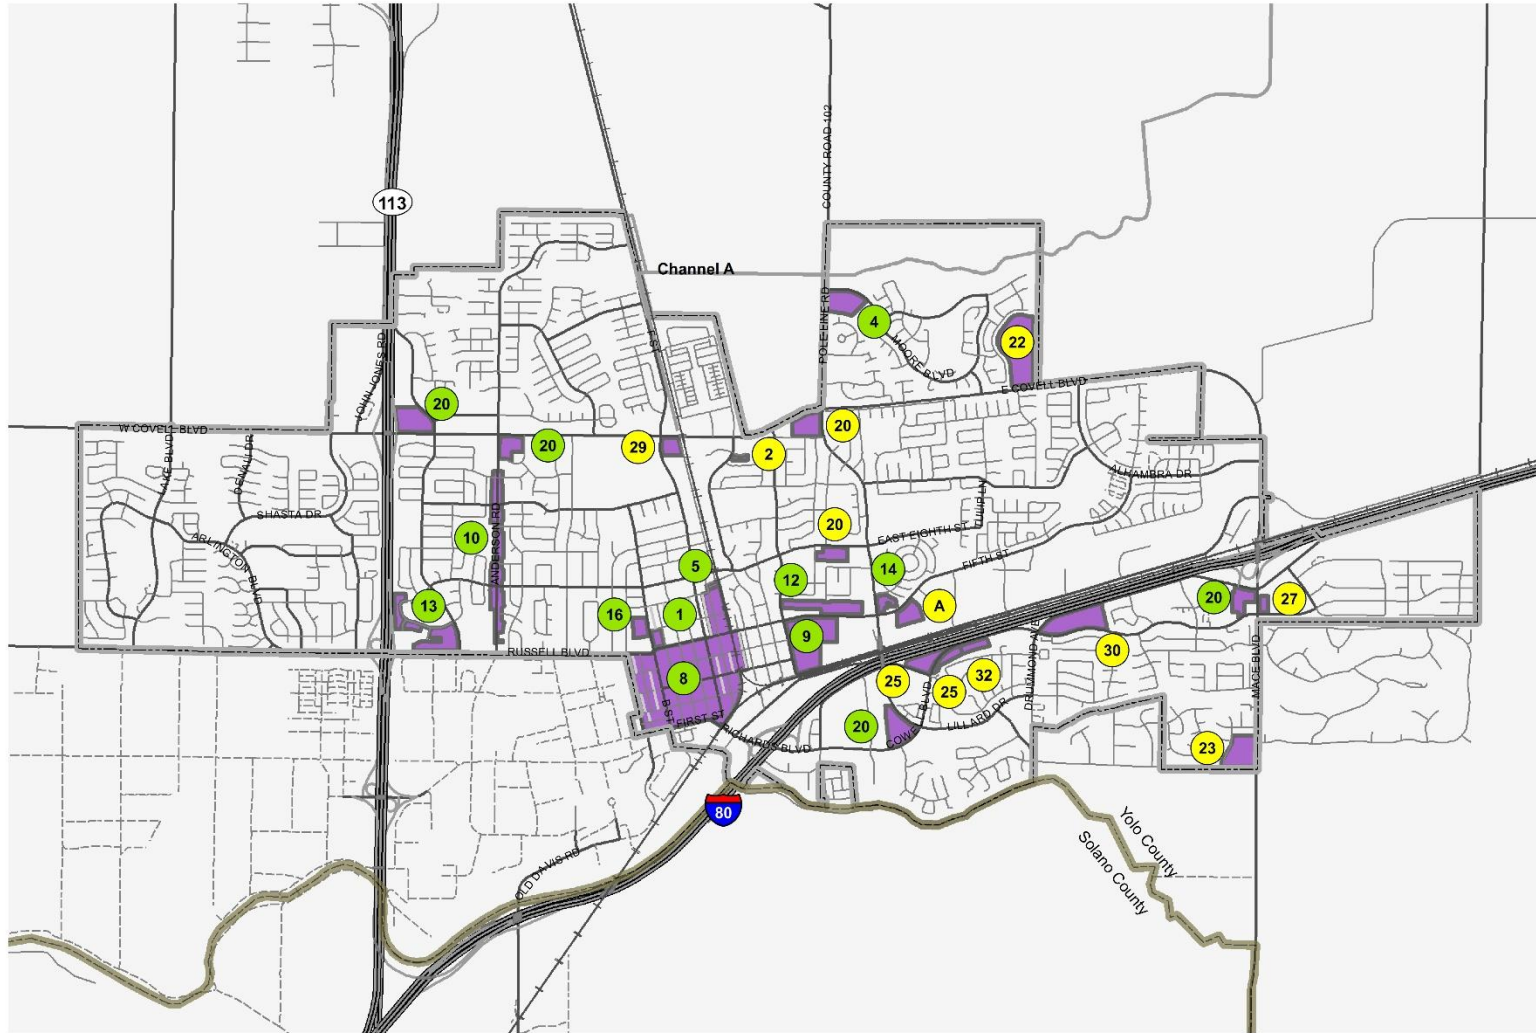 COUNTY ROAD 102
113
Channel A
POLE LINE RD
4
MOORE BLVD
22
F ST
JOHN JONES RD
E COVELL BLVD
20
W COVELL BLVD
20
29
2
20
LAKE BLVD
DENALI DR
ALHAMBRA DR
SHASTA DR
TULIP LN
20
EAST EIGHTH ST
10
ANDERSON RD
ARLINGTON BLVD
FIFTH ST
5
12
14
13
16
1
A
20
27
9
RUSSELL BLVD
30
8
25
25
32
DRUMMOND AVE
MACE BLVD
B ST
FIRST ST
20
COWELL BLVD
LILLARD DR
RICHARDS BLVD
23
80
Yolo County
Solano County
OLD DAVIS RD